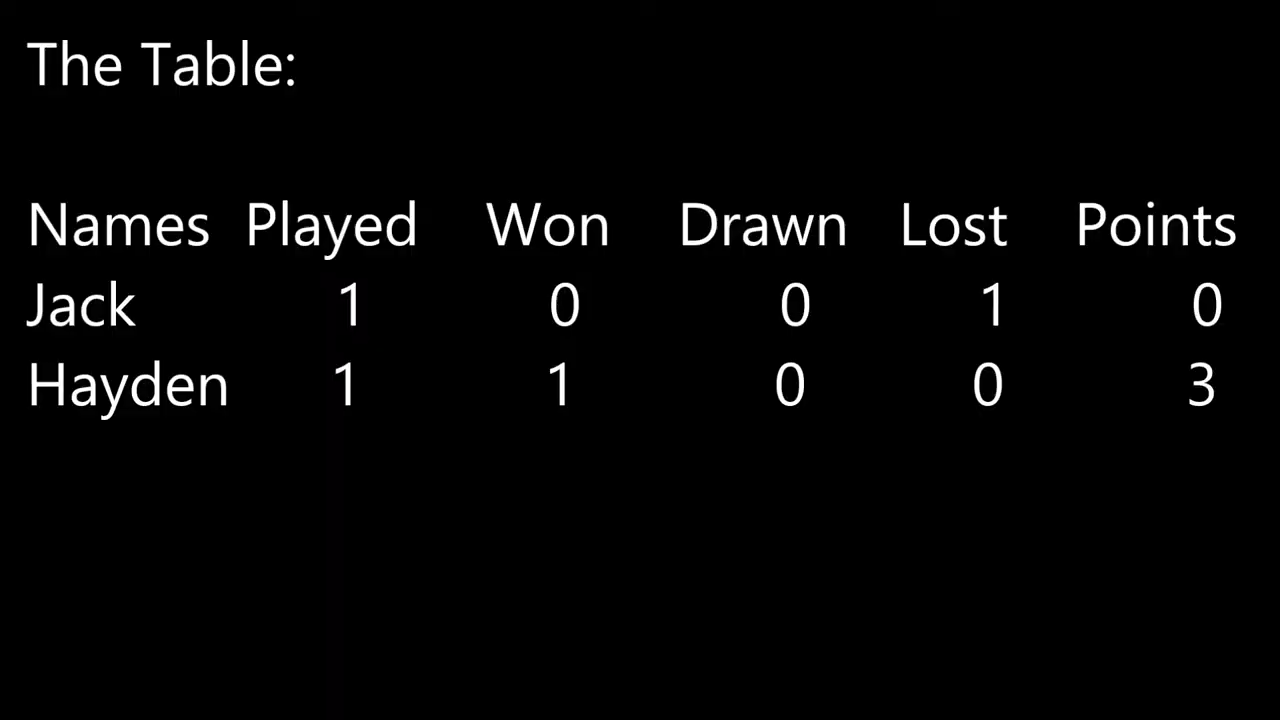 The Table:
Names Played Won Drawn Lost Points
Jack 1 0 0 1 0
Hayden 1 1 0 0 3